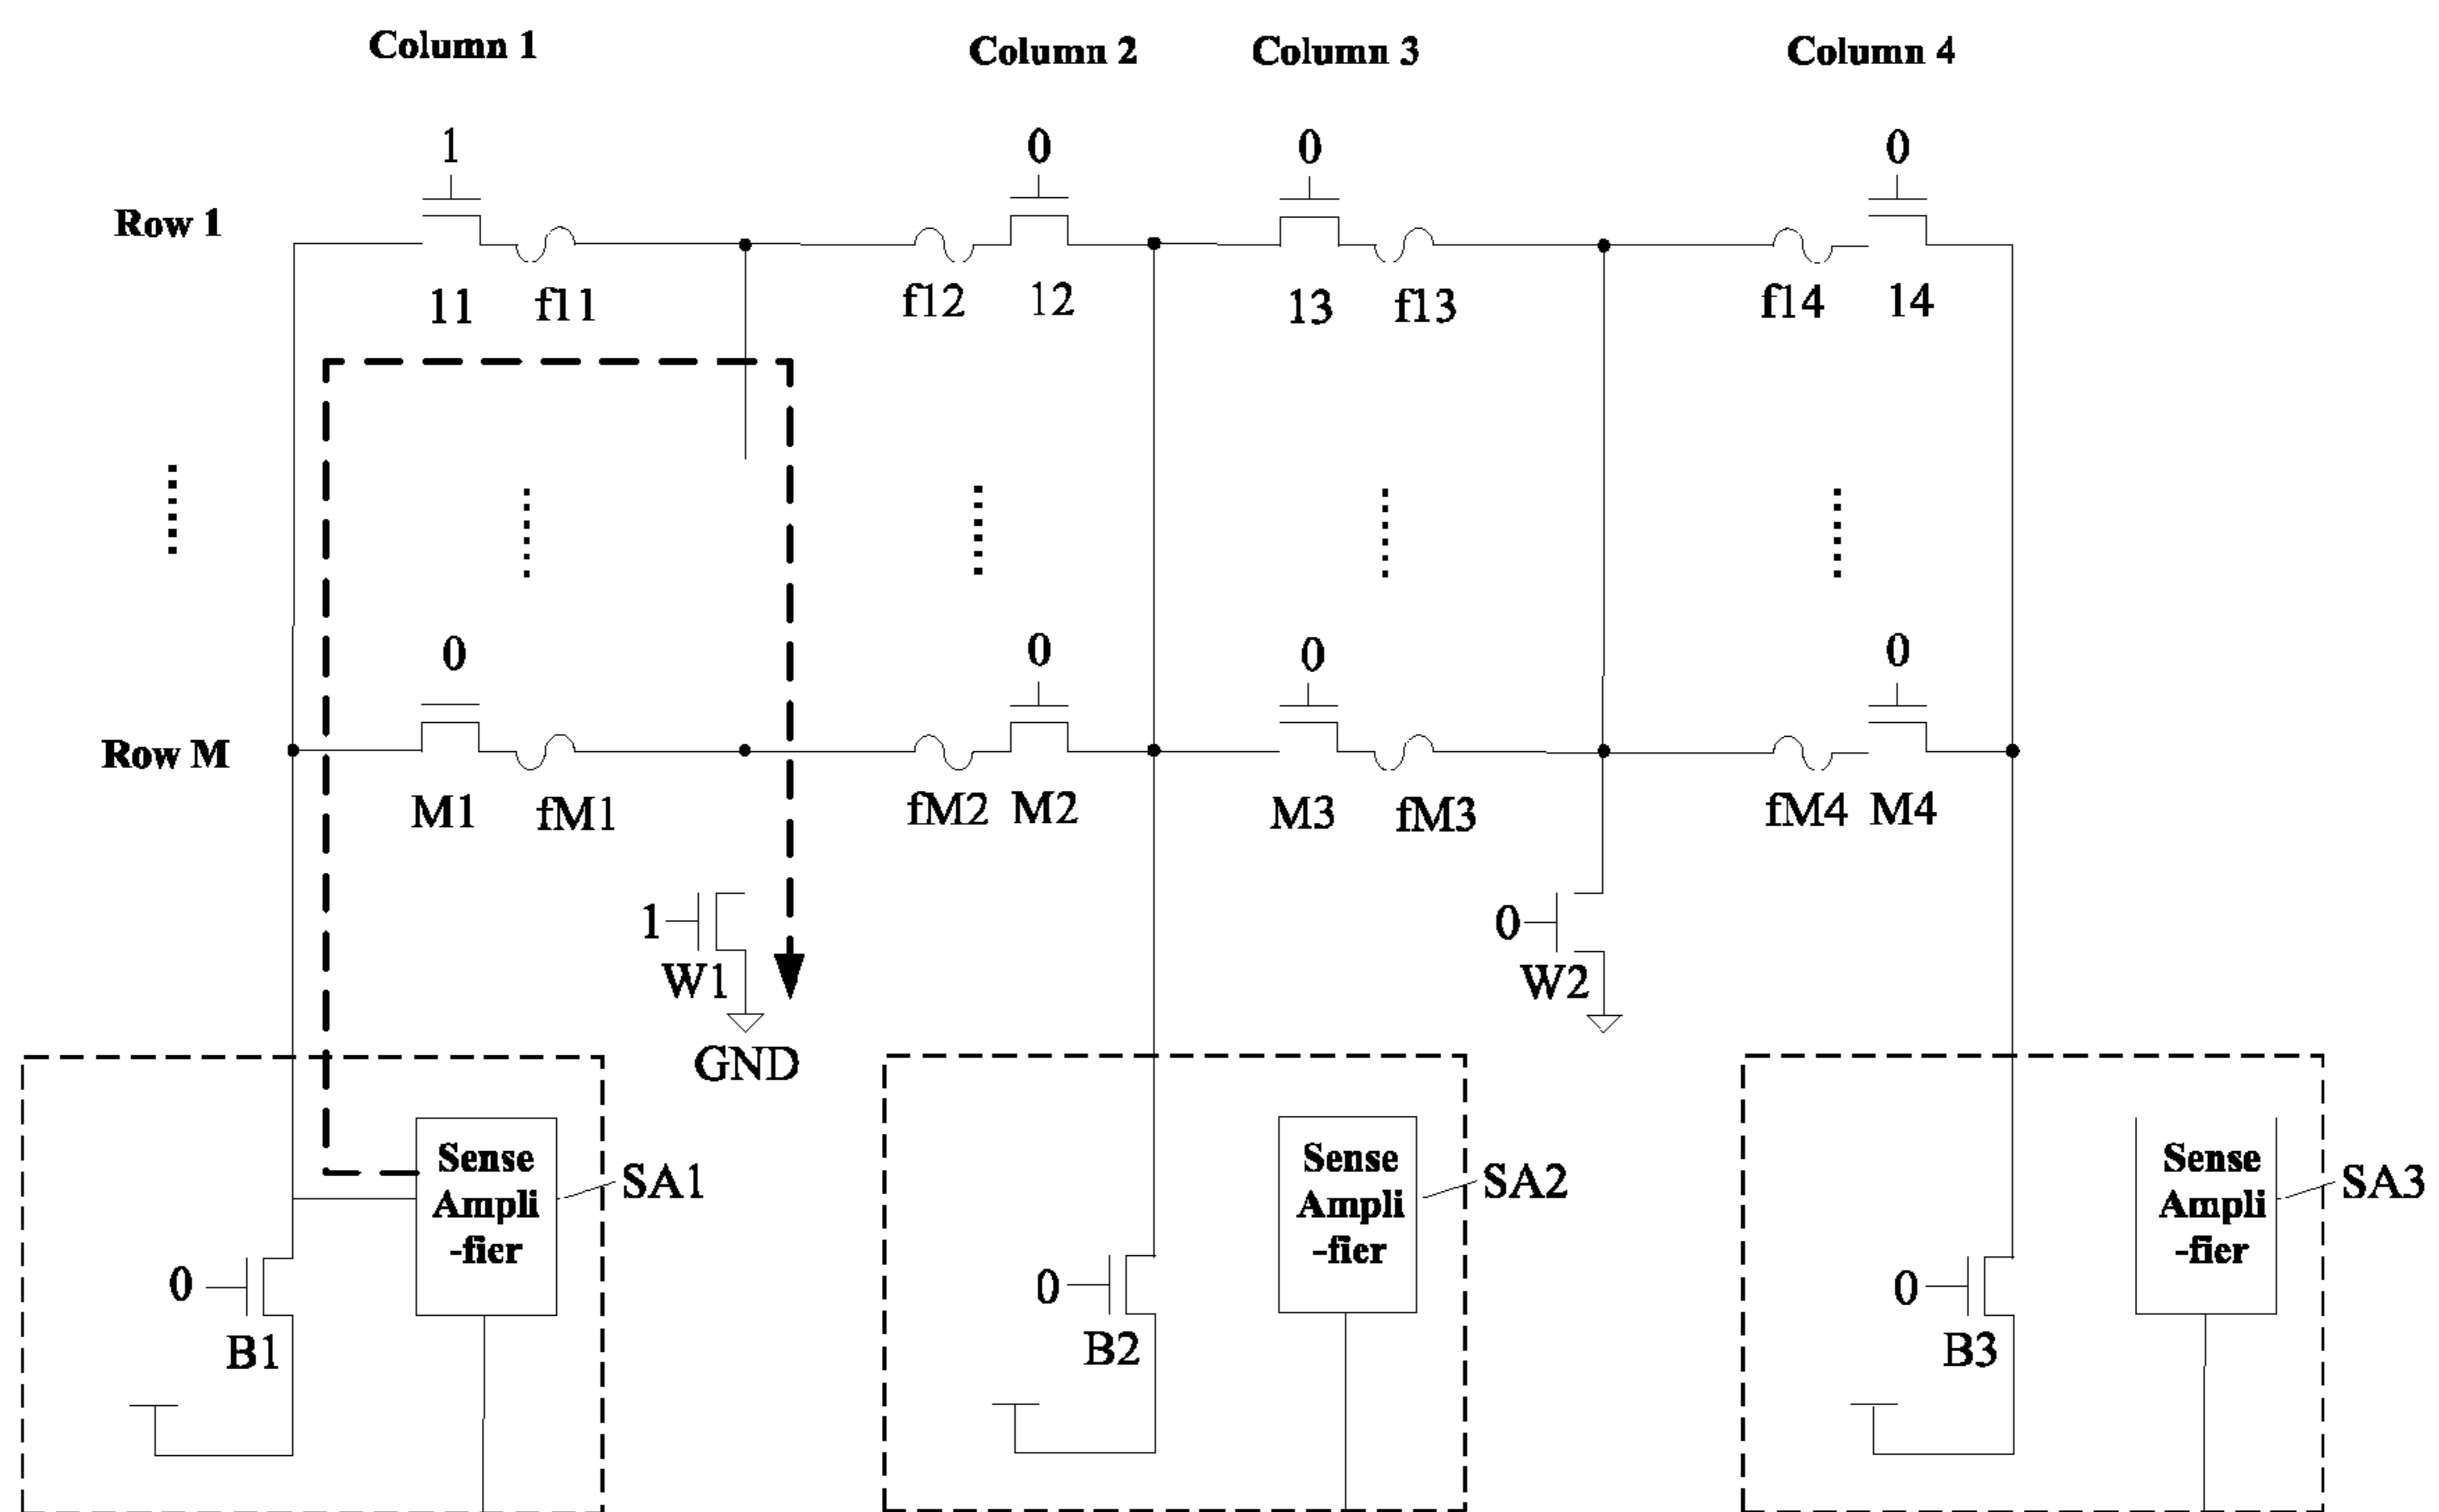 Column 1
Column 2
Column 3
Column 4
1
0
0
0
Row 1
11
f11
f12
12
13
f13
f14
14
0
0
0
0
Row M
M1
fM1
fM2
M2
M3
fM3
fM4
M4
1
W1
GND
0
W2
Sense
Ampli
-fier
SA1
Sense
Ampli
-fier
SA2
Sense
Ampli
-fier
SA3
0
B1
0
B2
0
B3